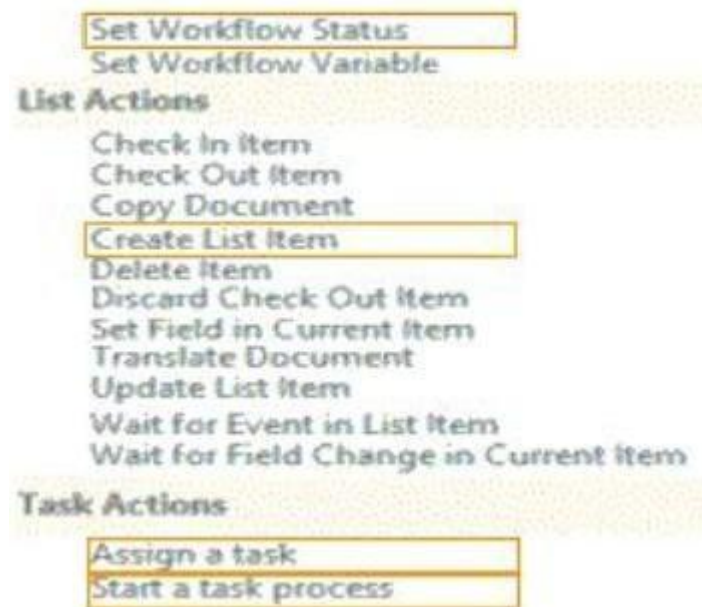 Set Workflow Status
Set Workflow Variable
List Actions
Check In Item
Check Out Item
Copy Document
Create List Item
Delete Item
Discard Check Out Item
Set Field in Current Item
Translate Document
Update List Item
Wait for Event in List Item
Wait for Field Change in Current Item
Task Actions
Assign a task
Start a task process